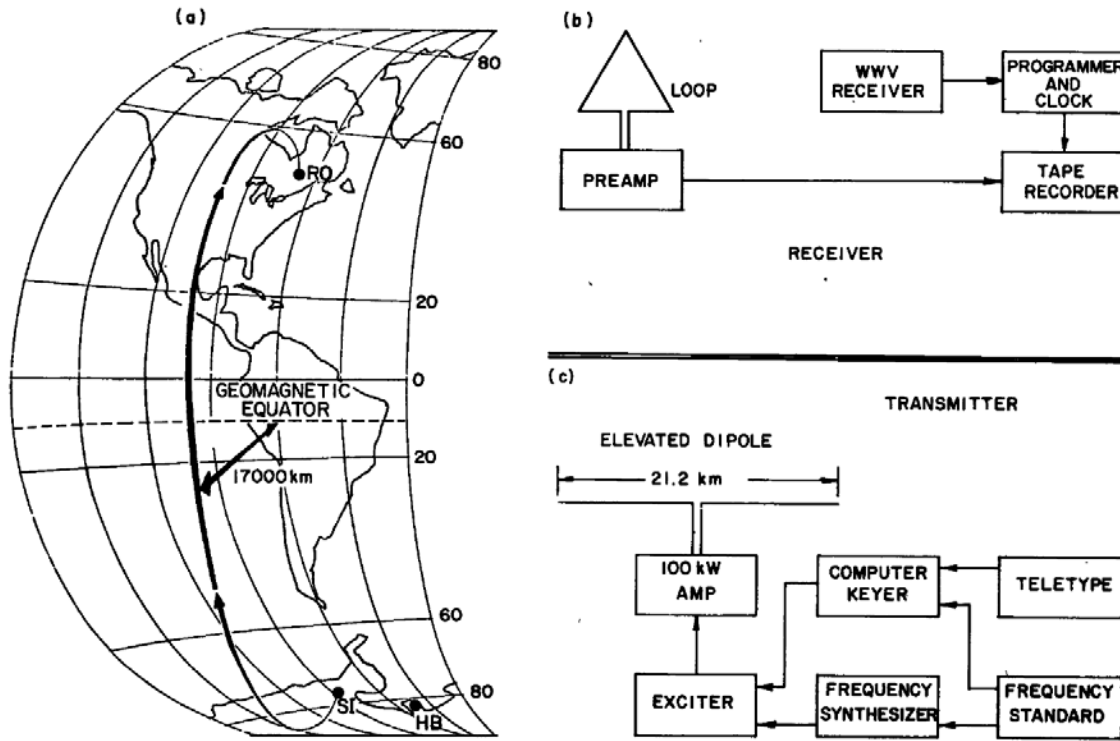 (a)
80
60
RO
20
0
GEOMAGNETIC
EQUATOR
20
17000km
60
80
SI
HB
(b)
LOOP
WWV
RECEIVER
PROGRAMMER
AND
CLOCK
PREAMP
TAPE
RECORDER
RECEIVER
(c)
TRANSMITTER
ELEVATED DIPOLE
21.2 km
100 kW
AMP
COMPUTER
KEYER
TELETYPE
EXCITER
FREQUENCY
SYNTHESIZER
FREQUENCY
STANDARD